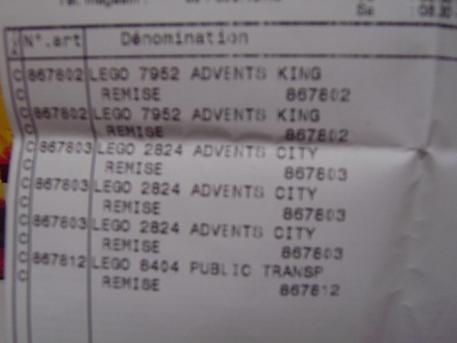 N°.art Dénomination
C 867802 LEGO 7952 ADVENTS KING
C REMISE 867802
C 867802 LEGO 7952 ADVENTS KING
C REMISE 867802
C 867803 LEGO 2824 ADVENTS CITY
C REMISE 867803
C 867803 LEGO 2824 ADVENTS CITY
C REMISE 867803
C 867803 LEGO 2824 ADVENTS CITY
C REMISE 867803
C 867812 LEGO 8404 PUBLIC TRANSP
C REMISE 867812